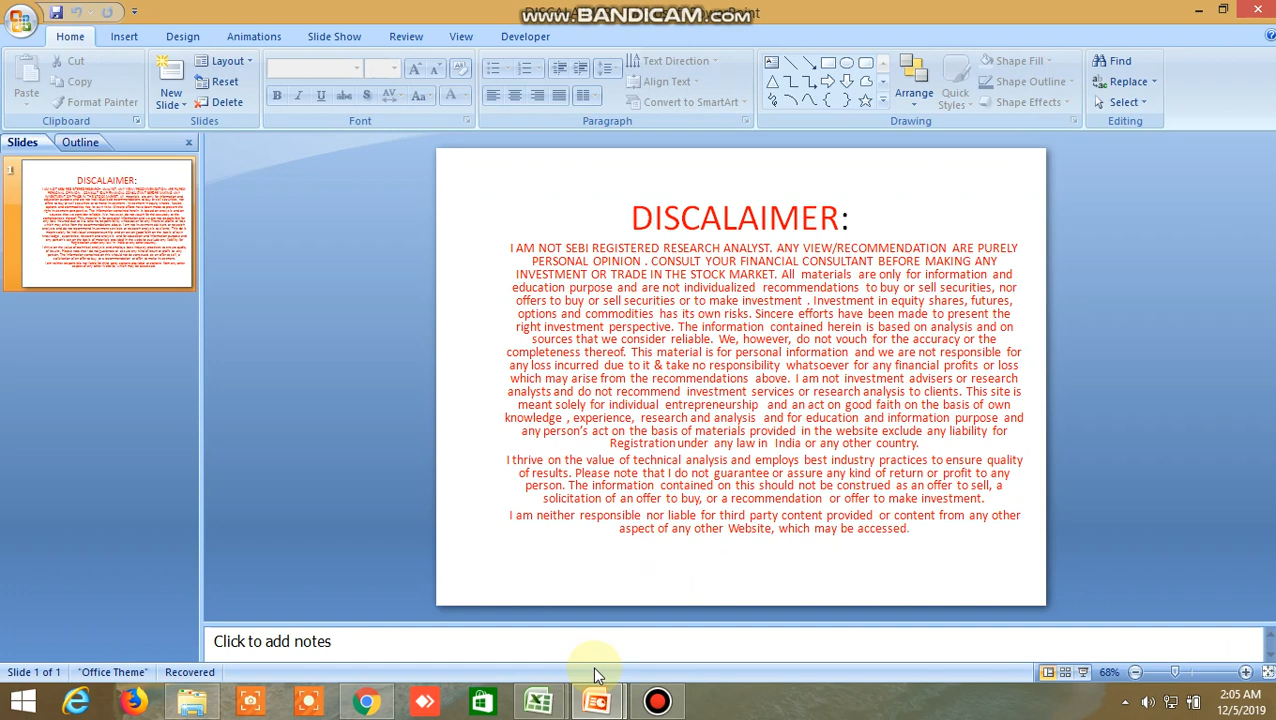 www.BANDICAM.com
Home Insert Design Animations Slide Show Review View Developer
Paste
Cut
Copy
Format Painter
Clipboard
New Slide
Layout
Reset
Delete
Slides
Font
Text Direction
Align Text
Convert to SmartArt
Paragraph
Arrange
Quick Styles
Shape Fill
Shape Outline
Shape Effects
Drawing
Find
Replace
Select
Editing
Slides Outline
1
DISCALAIMER:
DISCALAIMER:
I AM NOT SEBI REGISTERED RESEARCH ANALYST. ANY VIEW/RECOMMENDATION ARE PURELY
PERSONAL OPINION . CONSULT YOUR FINANCIAL CONSULTANT BEFORE MAKING ANY
INVESTMENT OR TRADE IN THE STOCK MARKET. All materials are only for information and
education purpose and are not individualized recommendations to buy or sell securities, nor
offers to buy or sell securities or to make investment . Investment in equity shares, futures,
options and commodities has its own risks. Sincere efforts have been made to present the
right investment perspective. The information contained herein is based on analysis and on
sources that we consider reliable. We, however, do not vouch for the accuracy or the
completeness thereof. This material is for personal information and we are not responsible for
any loss incurred due to it & take no responsibility whatsoever for any financial profits or loss
which may arise from the recommendations above. I am not investment advisers or research
analysts and do not recommend investment services or research analysis to clients. This site is
meant solely for individual entrepreneurship and an act on good faith on the basis of own
knowledge , experience, research and analysis and for education and information purpose and
any person's act on the basis of materials provided in the website exclude any liability for
Registration under any law in India or any other country.
I thrive on the value of technical analysis and employs best industry practices to ensure quality
of results. Please note that I do not guarantee or assure any kind of return or profit to any
person. The information contained on this should not be construed as an offer to sell, a
solicitation of an offer to buy, or a recommendation or offer to make investment.
I am neither responsible nor liable for third party content provided or content from any other
aspect of any other Website, which may be accessed.
Click to add notes
Slide 1 of 1 "Office Theme" Recovered 68%
2:05 AM
12/5/2019